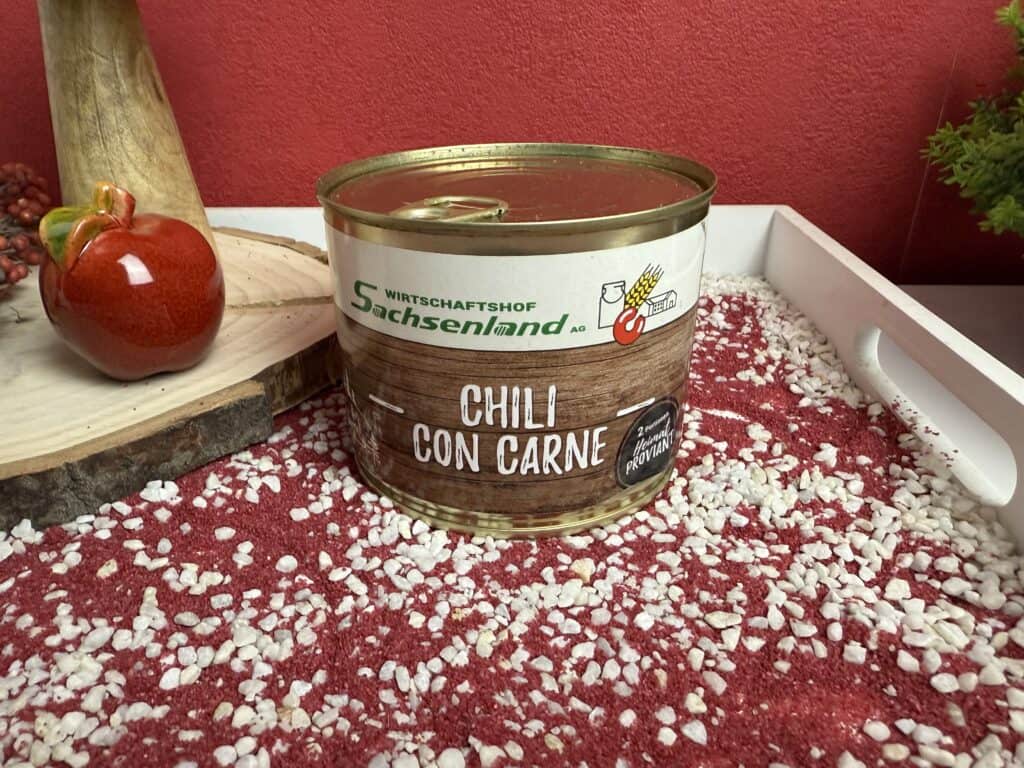 WIRTSCHAFTSHOF
Sachsenland AG
CHILI
CON CARNE
2 Portionen
Heimat
PROVIANT